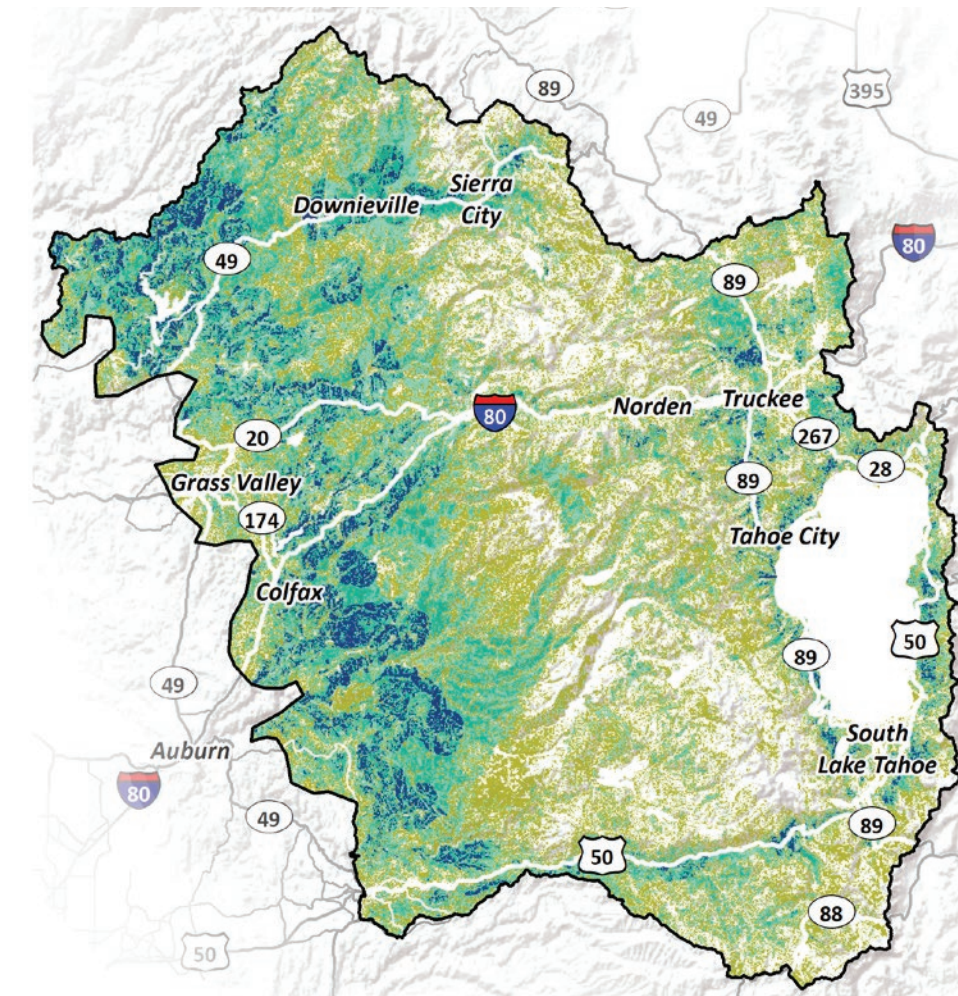 89
395
49
Sierra
City
Downieville
80
49
89
Norden
Truckee
80
20
267
28
Grass Valley
89
174
Tahoe City
Colfax
50
89
49
South
Lake Tahoe
Auburn
80
49
89
50
88
50